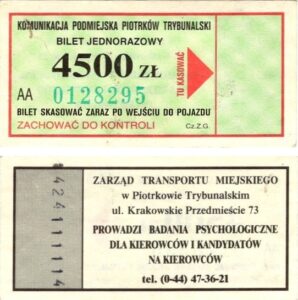 KOMUNIKACJA PODMIEJSKA PIOTRKÓW TRYBUNALSKI
BILET JEDNORAZOWY
4500 ZŁ
AA 0128295
TU KASOWAĆ
BILET SKASOWAĆ ZARAZ PO WEJŚCIU DO POJAZDU
ZACHOWAĆ DO KONTROLI
Cz.Z.G.
ZARZĄD TRANSPORTU MIEJSKIEGO
w Piotrkowie Trybunalskim
ul. Krakowskie Przedmieście 73
PROWADZI BADANIA PSYCHOLOGICZNE
DLA KIEROWCÓW I KANDYDATÓW
NA KIEROWCÓW
tel. (0-44) 47-36-21